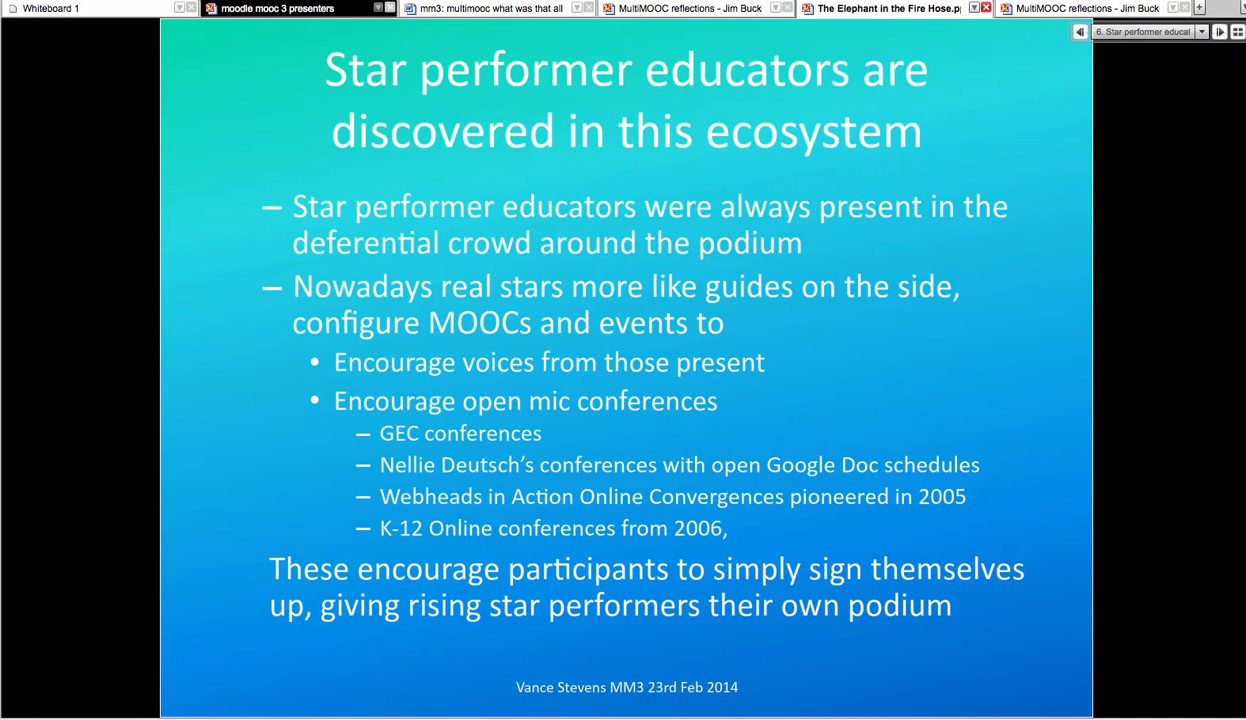 Whiteboard 1
moodle mooc 3 presenters
mm3: multimooc what was that all
MultiMOOC reflections - Jim Buck
The Elephant in the Fire Hose.p
MultiMOOC reflections - Jim Buck
6. Star performer educat
Star performer educators are
discovered in this ecosystem
– Star performer educators were always present in the
deferential crowd around the podium
– Nowadays real stars more like guides on the side,
configure MOOCs and events to
• Encourage voices from those present
• Encourage open mic conferences
– GEC conferences
– Nellie Deutsch’s conferences with open Google Doc schedules
– Webheads in Action Online Convergences pioneered in 2005
– K-12 Online conferences from 2006,
These encourage participants to simply sign themselves
up, giving rising star performers their own podium
Vance Stevens MM3 23rd Feb 2014